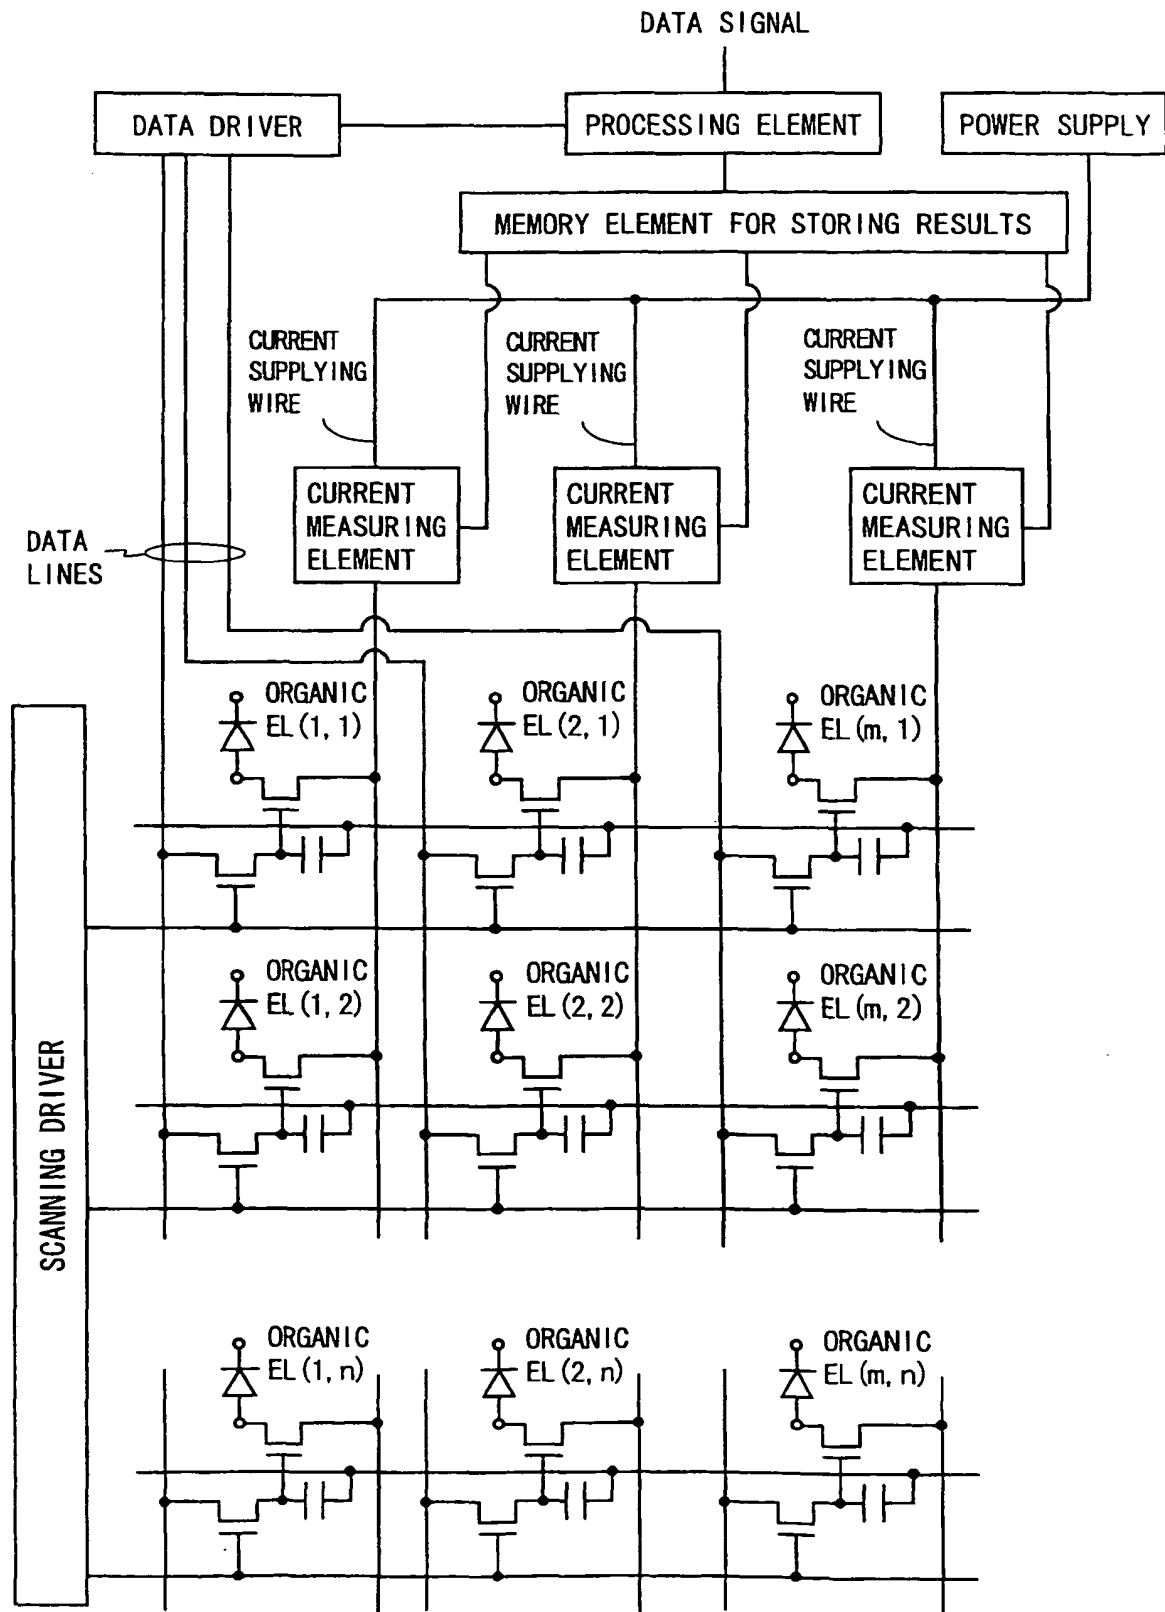 DATA SIGNAL
DATA DRIVER
PROCESSING ELEMENT
POWER SUPPLY
MEMORY ELEMENT FOR STORING RESULTS
CURRENT
SUPPLYING
WIRE
CURRENT
SUPPLYING
WIRE
CURRENT
SUPPLYING
WIRE
CURRENT
MEASURING
ELEMENT
CURRENT
MEASURING
ELEMENT
CURRENT
MEASURING
ELEMENT
DATA
LINES
ORGANIC
EL(1, 1)
ORGANIC
EL(2, 1)
ORGANIC
EL(m, 1)
SCANNING DRIVER
ORGANIC
EL(1, 2)
ORGANIC
EL(2, 2)
ORGANIC
EL(m, 2)
ORGANIC
EL(1, n)
ORGANIC
EL(2, n)
ORGANIC
EL(m, n)